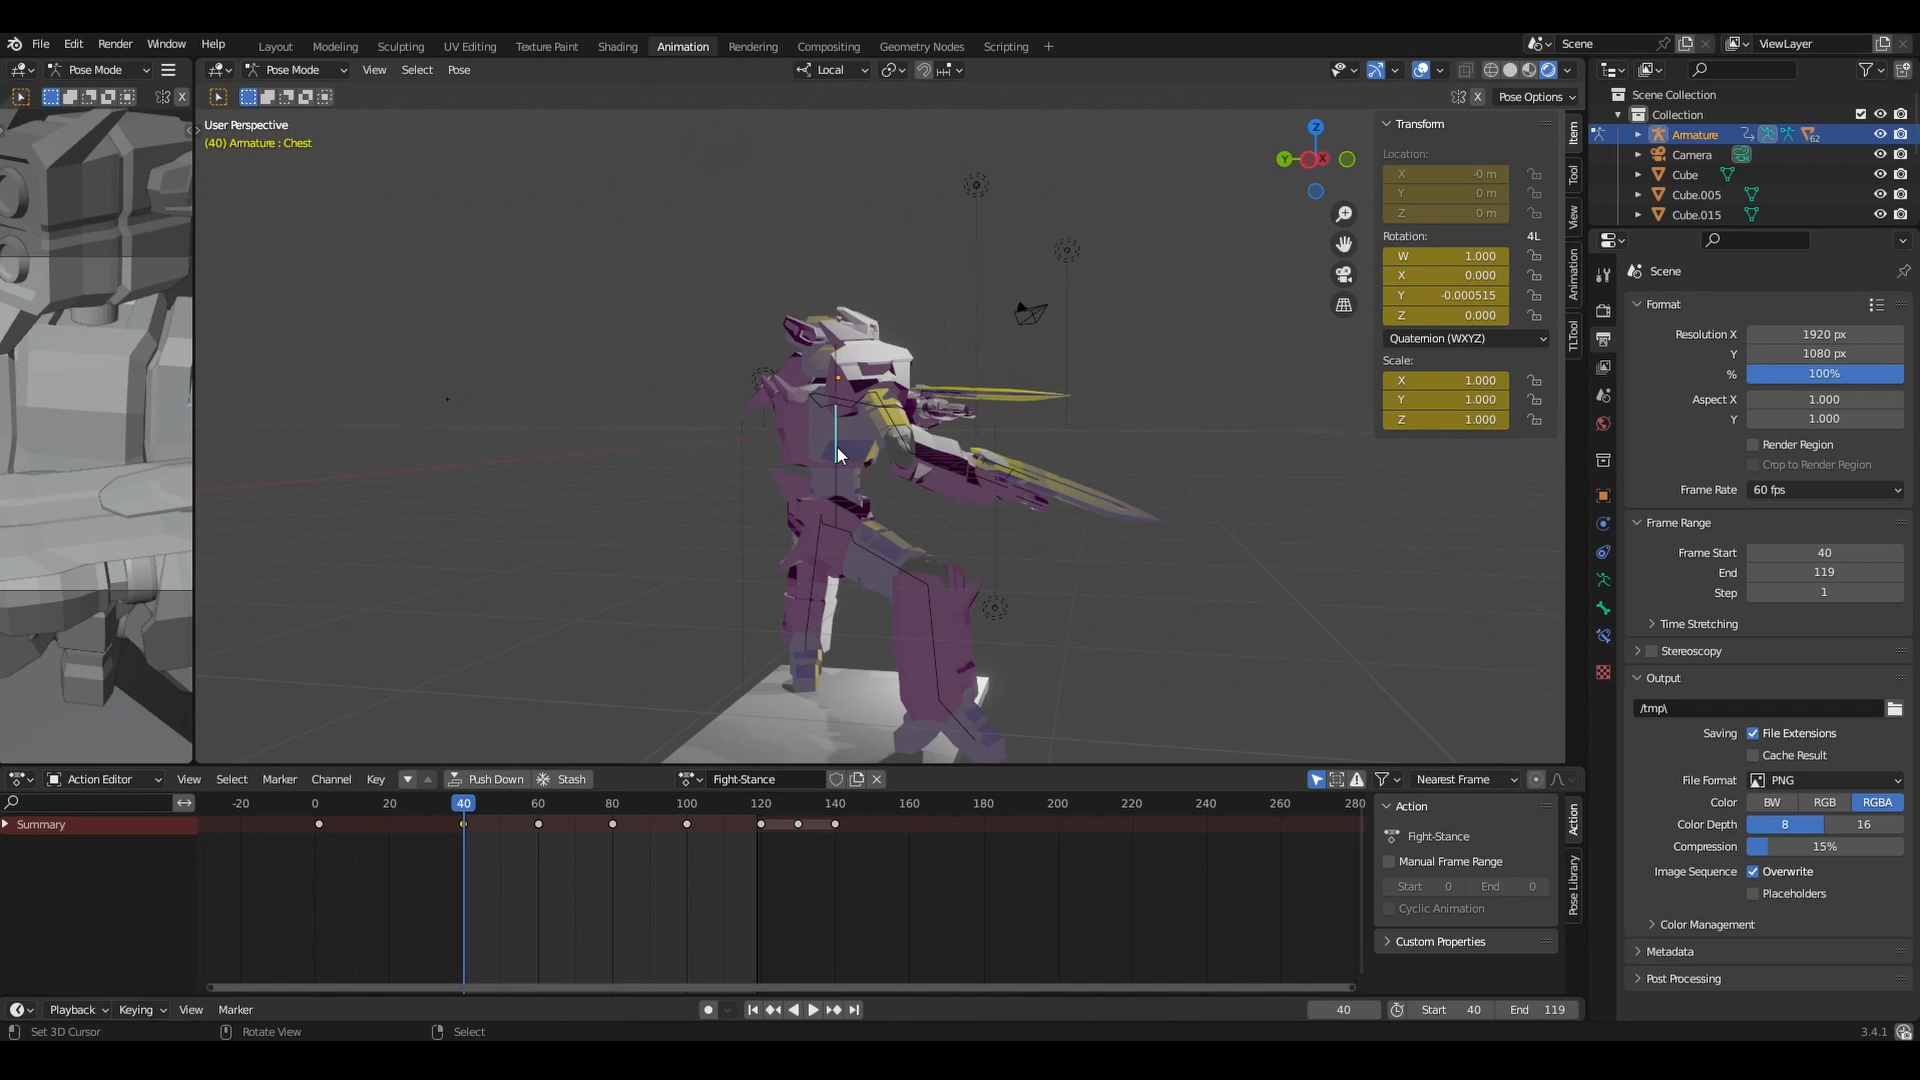 File Edit Render Window Help
Layout Modeling Sculpting UV Editing Texture Paint Shading Animation Rendering Compositing Geometry Nodes Scripting +
Scene
ViewLayer
Pose Mode
Pose Mode View Select Pose
Local
X
X
Pose Options
User Perspective
(40) Armature : Chest
Z
Y
X
Transform
Location:
X -0 m
Y 0 m
Z 0 m
Rotation: 4L
W 1.000
X 0.000
Y -0.000515
Z 0.000
Quaternion (WXYZ)
Scale:
X 1.000
Y 1.000
Z 1.000
Item
Tool
View
Animation
TLTool
Scene Collection
Collection
Armature 62
Camera
Cube
Cube.005
Cube.015
Scene
Format
Resolution X 1920 px
Y 1080 px
% 100%
Aspect X 1.000
Y 1.000
Render Region
Crop to Render Region
Frame Rate 60 fps
Frame Range
Frame Start 40
End 119
Step 1
Time Stretching
Stereoscopy
Output
/tmp\
Saving File Extensions
Cache Result
File Format PNG
Color BW RGB RGBA
Color Depth 8 16
Compression 15%
Image Sequence Overwrite
Placeholders
Color Management
Metadata
Post Processing
Action Editor View Select Marker Channel Key Push Down Stash Fight-Stance Nearest Frame
-20 0 20 40 60 80 100 120 140 160 180 200 220 240 260 280
Summary
Action
Fight-Stance
Manual Frame Range
Start 0 End 0
Cyclic Animation
Custom Properties
Action
Pose Library
Playback Keying View Marker
40 Start 40 End 119
Set 3D Cursor Rotate View Select
3.4.1